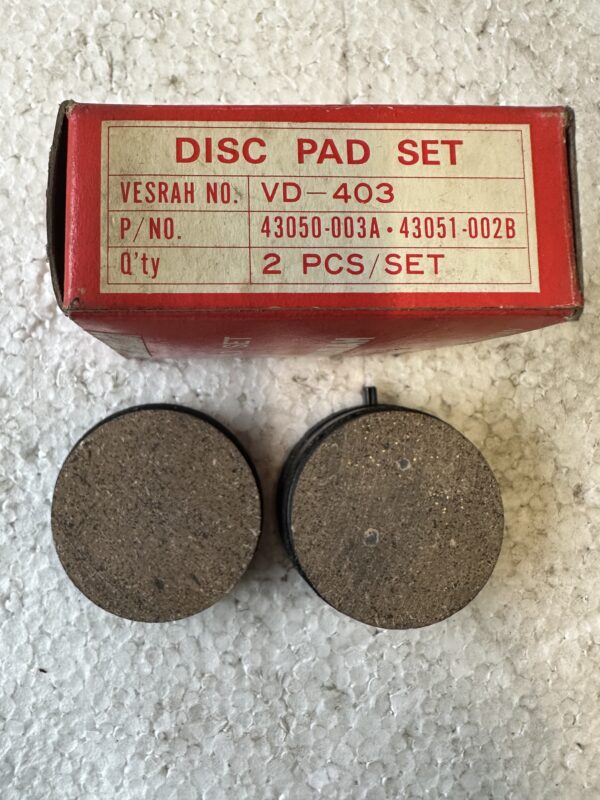 DISC PAD SET
VESRAH NO. VD-403
P/NO. 43050-003A · 43051-002B
Q'ty 2 PCS/SET